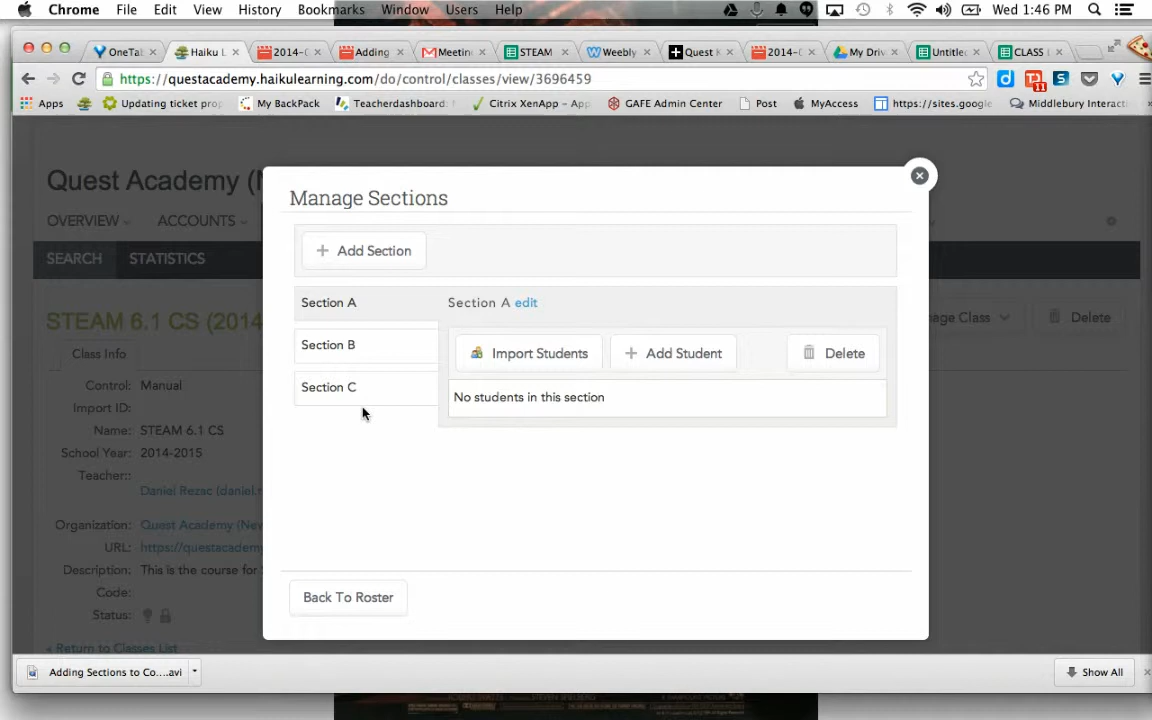 Chrome File Edit View History Bookmarks Window Users Help Wed 1:46 PM
OneTa Haiku L 2014- Adding Meetin STEAM Weebly Quest K 2014- My Driv Untitle CLASS
https://questacademy.haikulearning.com/do/control/classes/view/3696459 11
Apps Updating ticket prop My BackPack Teacherdashboard: Citrix XenApp - App GAFE Admin Center Post MyAccess https://sites.google Middlebury Interact
Quest Academy (N
OVERVIEW ACCOUNTS
SEARCH STATISTICS
STEAM 6.1 CS (2014 nage Class Delete
Class Info
Control: Manual
Import ID:
Name: STEAM 6.1 CS
School Year: 2014-2015
Teacher::
Daniel Rezac (daniel.r
Organization: Quest Academy (New
URL: https://questacademy
Description: This is the course for
Code:
Status:
« Return to Classes List
Manage Sections
+ Add Section
Section A
Section B
Section C
Section A edit
Import Students + Add Student Delete
No students in this section
Back To Roster
Adding Sections to Co....avi Show All